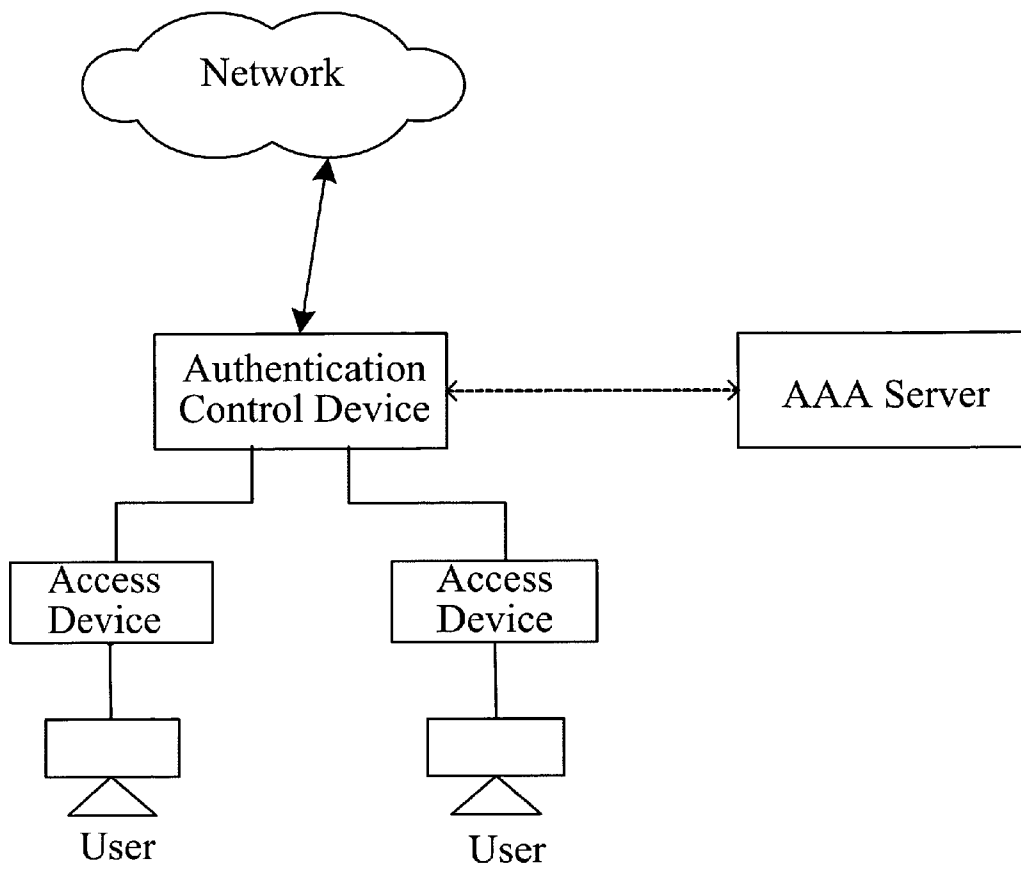 Network
Authentication
Control Device
AAA Server
Access
Device
Access
Device
User
User